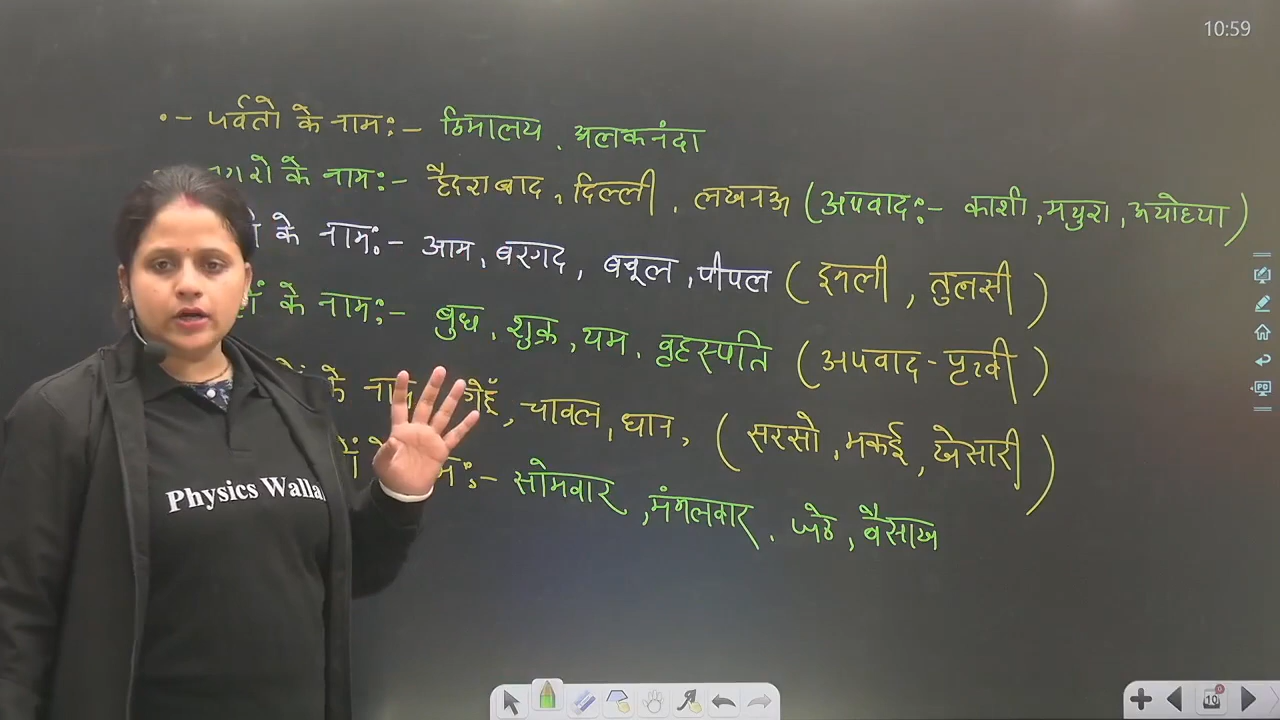 10:59
·- पर्वतो के नाम:- हिमालय, अलकनंदा
के नाम:- हैदराबाद, दिल्ली, लखनऊ (अपवाद:- काशी, मथुरा, अयोध्या)
के नाम:- आम, बरगद, बबूल, पीपल (इमली, तुलसी)
के नाम:- बुध, शुक्र, यम, वृहस्पति (अपवाद - पृथ्वी)
के नाम गेहूँ, चावल, धान, (सरसो, मकई, खेसारी)
:- सोमवार, मंगलवार, जेठ, वैसाख
Physics Walla
10